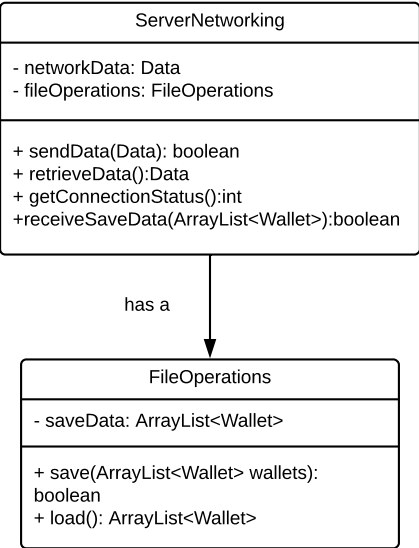 ServerNetworking
- networkData: Data
- fileOperations: FileOperations
+ sendData(Data): boolean
+ retrieveData():Data
+ getConnectionStatus():int
+receiveSaveData(ArrayList<Wallet>):boolean
has a
FileOperations
- saveData: ArrayList<Wallet>
+ save(ArrayList<Wallet> wallets):
boolean
+ load(): ArrayList<Wallet>